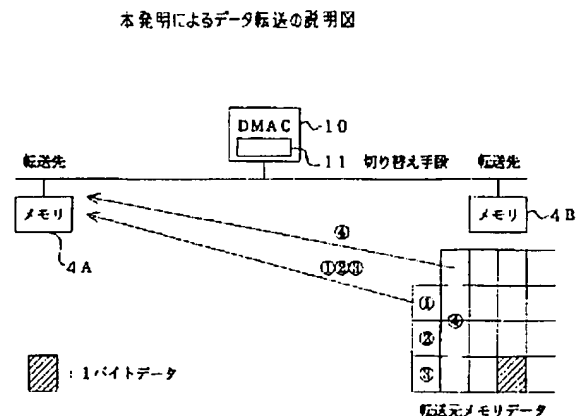 本発明によるデータ転送の説明図
DMAC
10
11
転送先
切り替え手段
転送先
メモリ
メモリ
4B
4A
④
①②③
①
②
④
③
:1バイトデータ
転送元メモリデータ